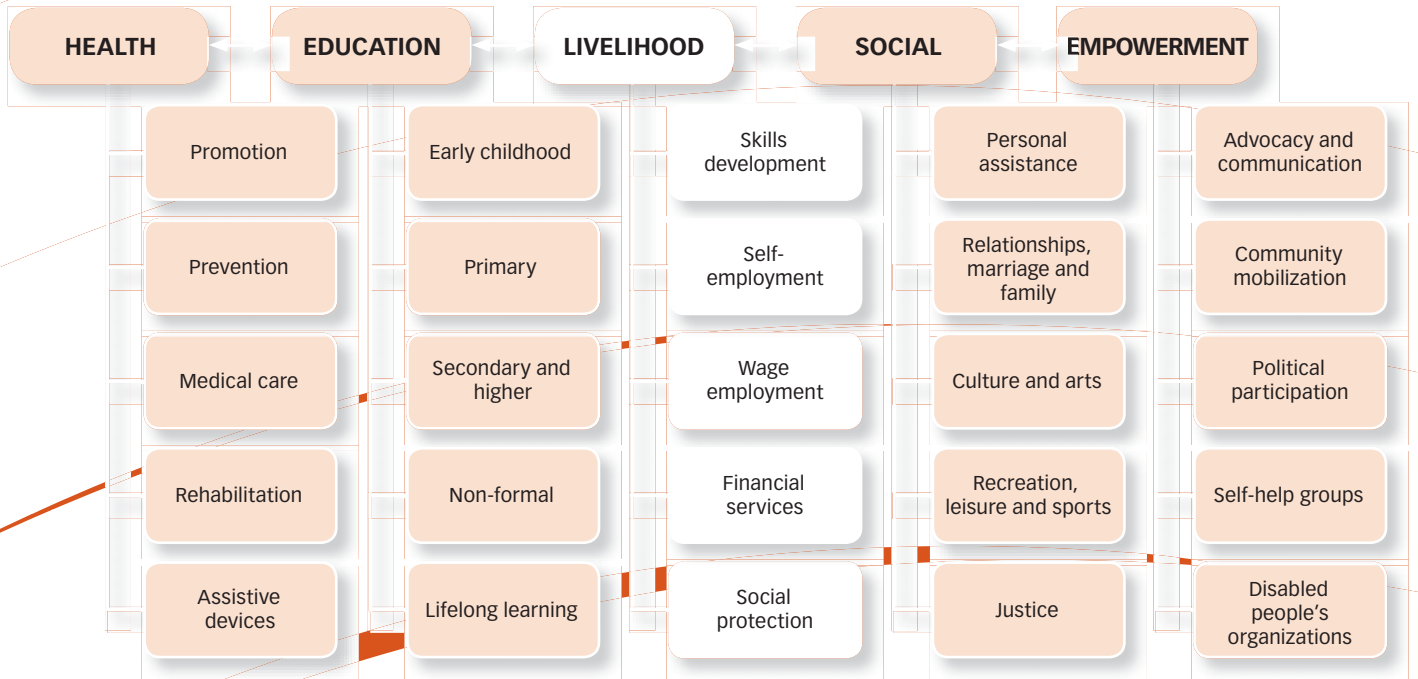 HEALTH
Promotion
Prevention
Medical care
Rehabilitation
Assistive
devices
EDUCATION
Early childhood
Primary
Secondary and
higher
Non-formal
Lifelong learning
LIVELIHOOD
Skills
development
Self-
employment
Wage
employment
Financial
services
Social
protection
SOCIAL
Personal
assistance
Relationships,
marriage and
family
Culture and arts
Recreation,
leisure and sports
Justice
EMPOWERMENT
Advocacy and
communication
Community
mobilization
Political
participation
Self-help groups
Disabled
people’s
organizations